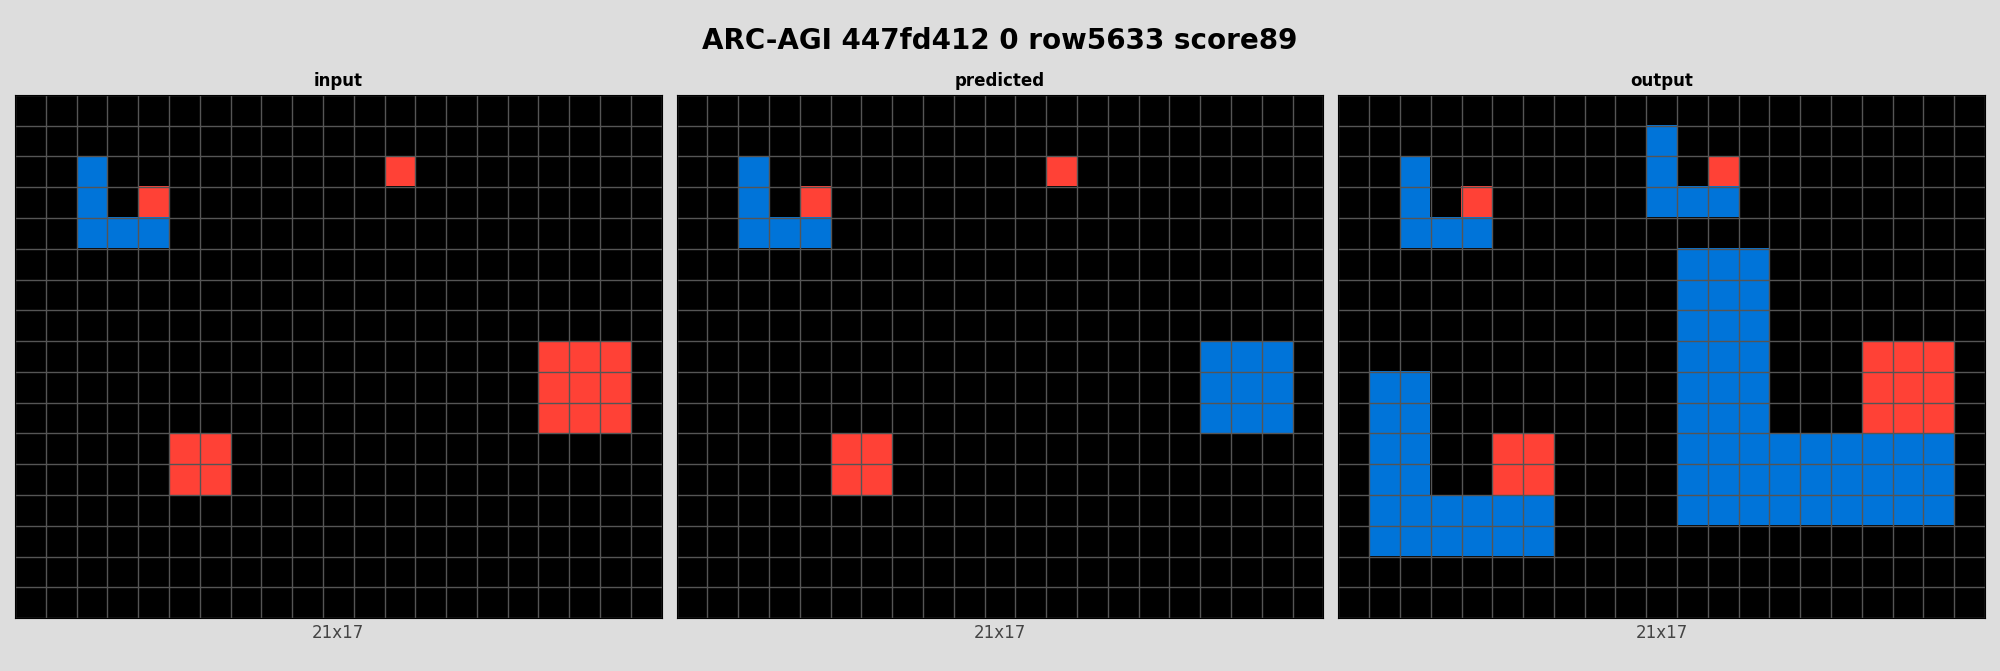 ARC-AGI 447fd412 0 row5633 score89
input
predicted
output
21x17
21x17
21x17